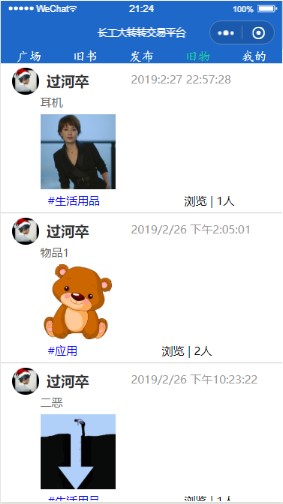 WeChat 21:24 100%
长工大转转交易平台
广场 旧书 发布 旧物 我的
过河卒 2019:2:27 22:57:28
耳机
#生活用品 浏览 | 1人
过河卒 2019/2/26 下午2:05:01
物品1
#应用 浏览 | 2人
过河卒 2019/2/26 下午10:23:22
二恶
#生活用品 浏览 | 1人